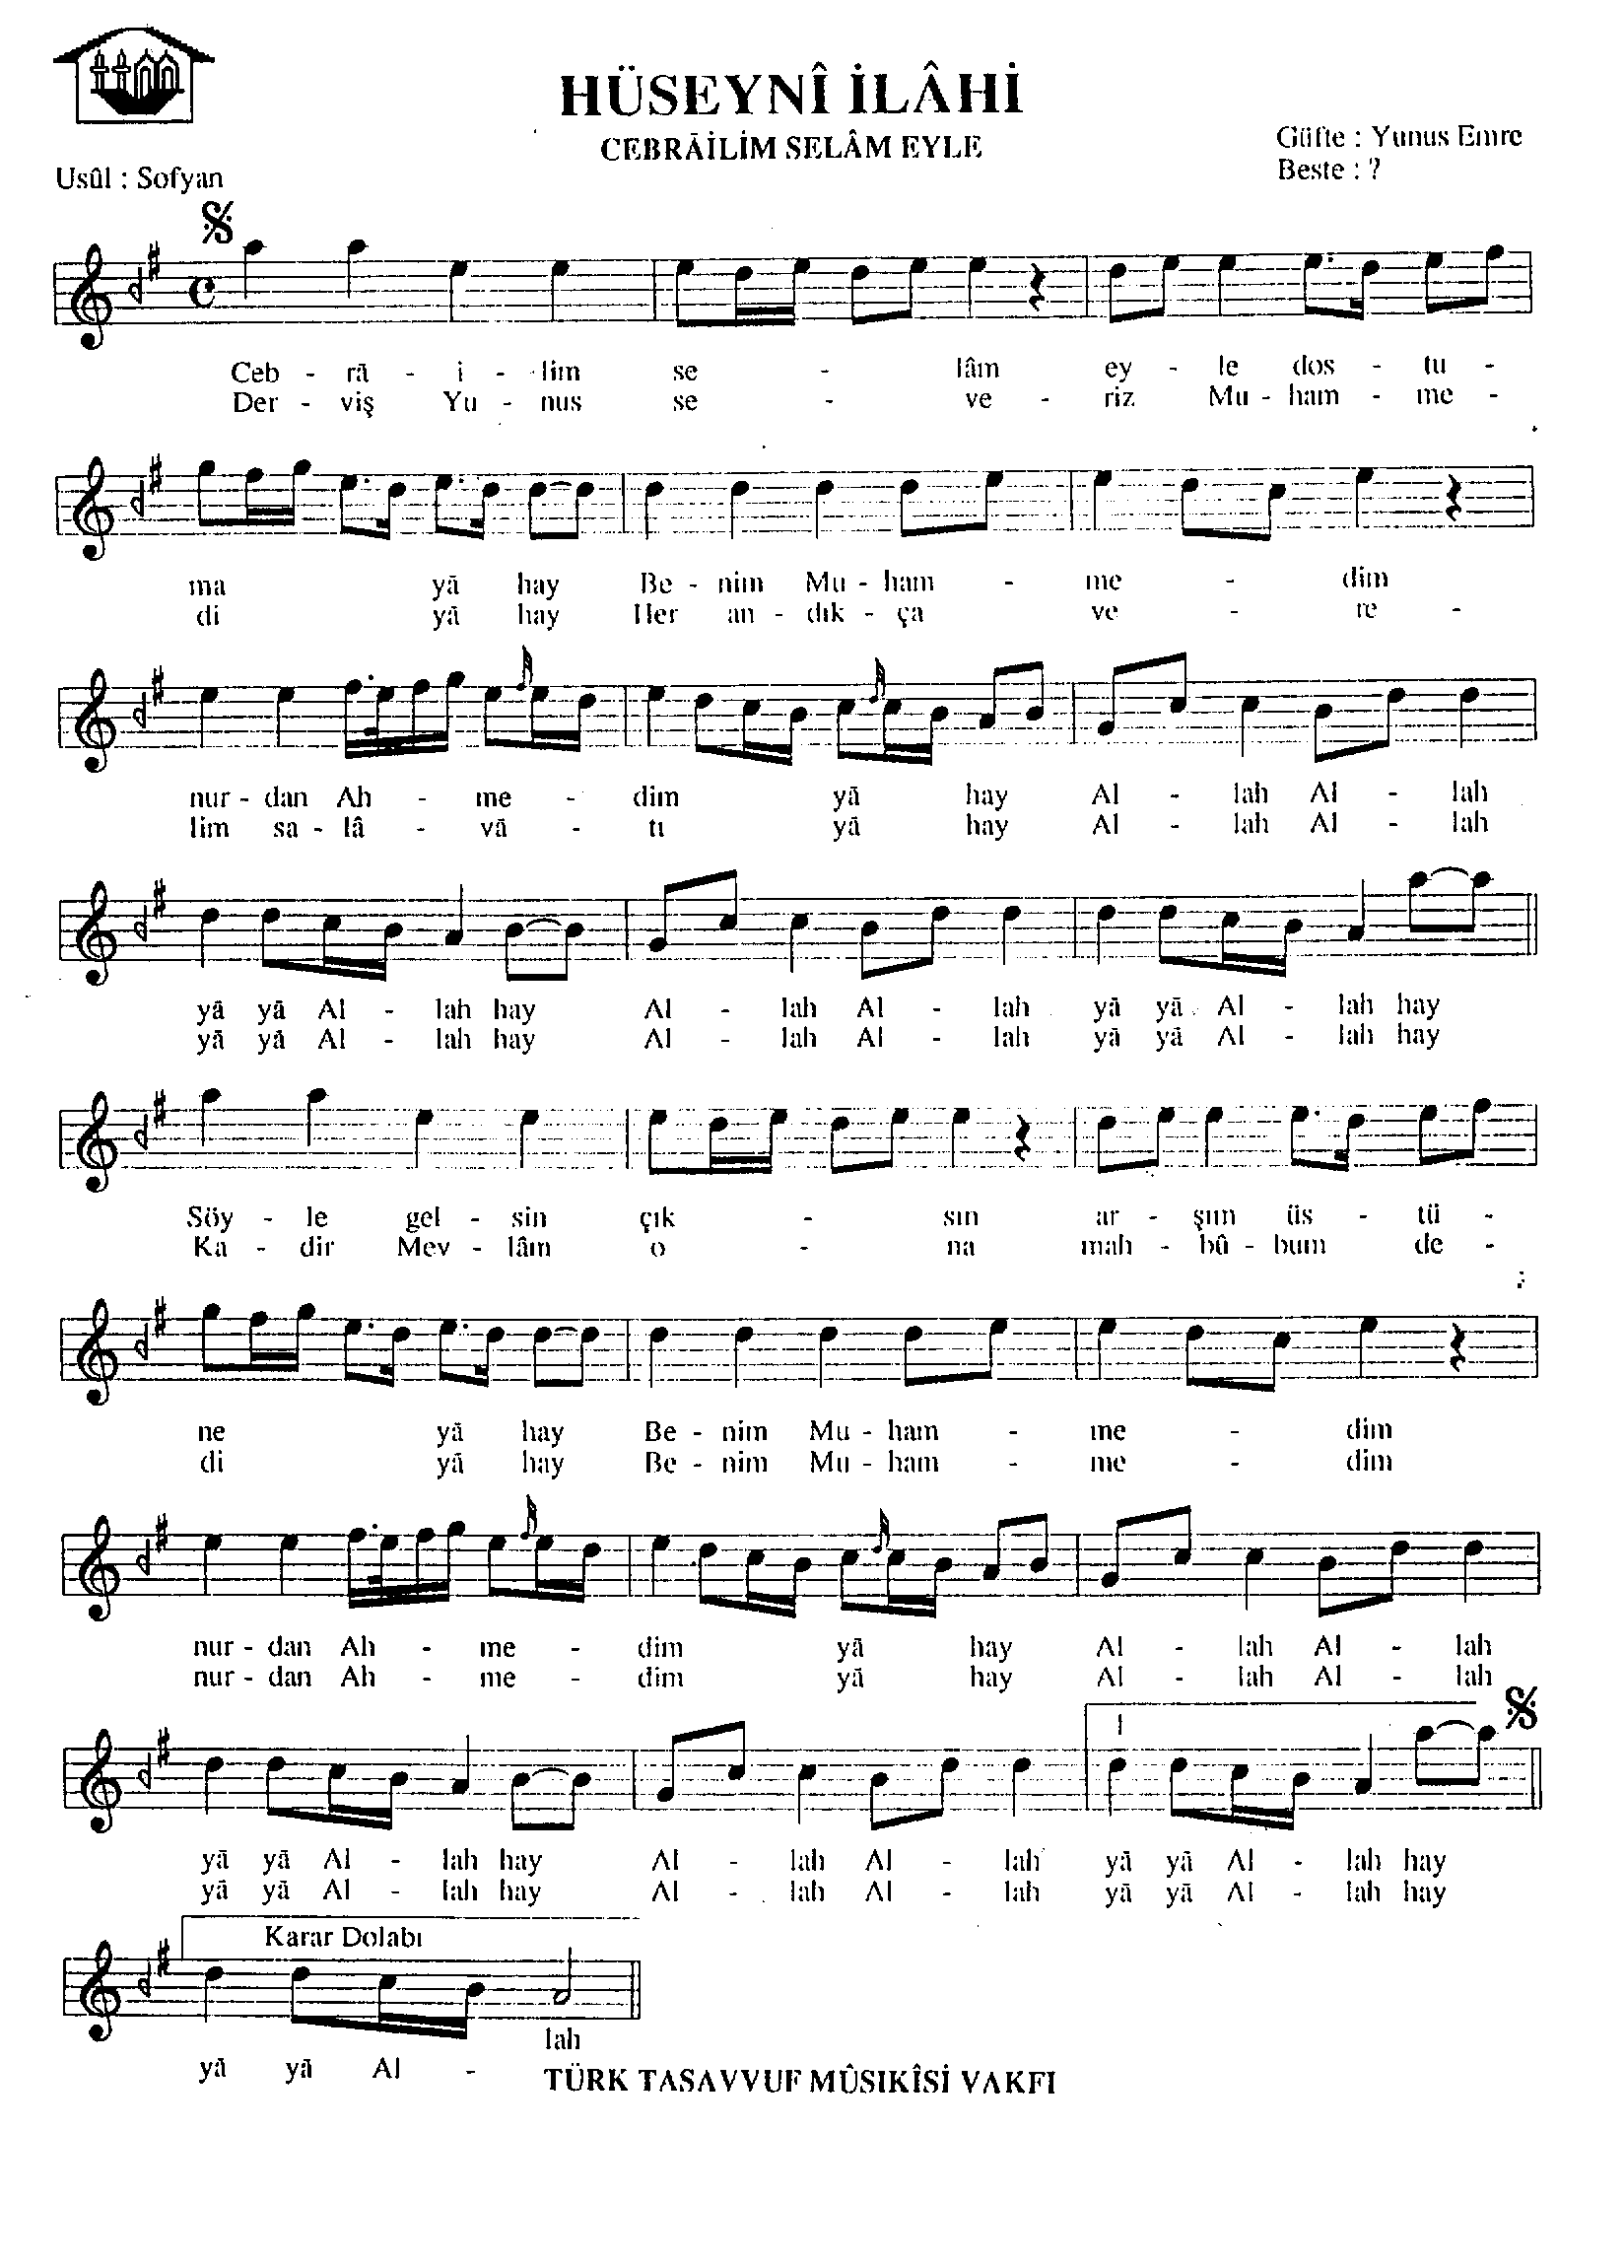 HÜSEYNÎ İLÂHİ
CEBRÂİLİM SELÂM EYLE
Güfte : Yunus Emre
Beste : ?
Usûl : Sofyan
Ceb - rā - i - lim se - lâm ey - le dos - tu -
Der - viş Yu - nus se - ve - riz Mu - ham - me -
ma yā hay Be - nim Mu - ham - me - dim
di yā hay Her an - dık - ça ve - re -
nur - dan Ah - me - dim yā hay Al - lah Al - lah
lim sa - lâ - vā - tı yā hay Al - lah Al - lah
yā yā Al - lah hay Al - lah Al - lah yā yā Al - lah hay
yā yā Al - lah hay Al - lah Al - lah yā yā Al - lah hay
Söy - le gel - sin çık - sın ar - şın üs - tü -
Ka - dir Mev - lâm o - na mah - bû - bum de -
ne yā hay Be - nim Mu - ham - me - dim
di yā hay Be - nim Mu - ham - me - dim
nur - dan Ah - me - dim yā hay Al - lah Al - lah
nur - dan Ah - me - dim yā hay Al - lah Al - lah
1
yā yā Al - lah hay Al - lah Al - lah yā yā Al - lah hay
yā yā Al - lah hay Al - lah Al - lah yā yā Al - lah hay
Karar Dolabı
yā yā Al - lah
TÜRK TASAVVUF MÛSIKÎSİ VAKFI